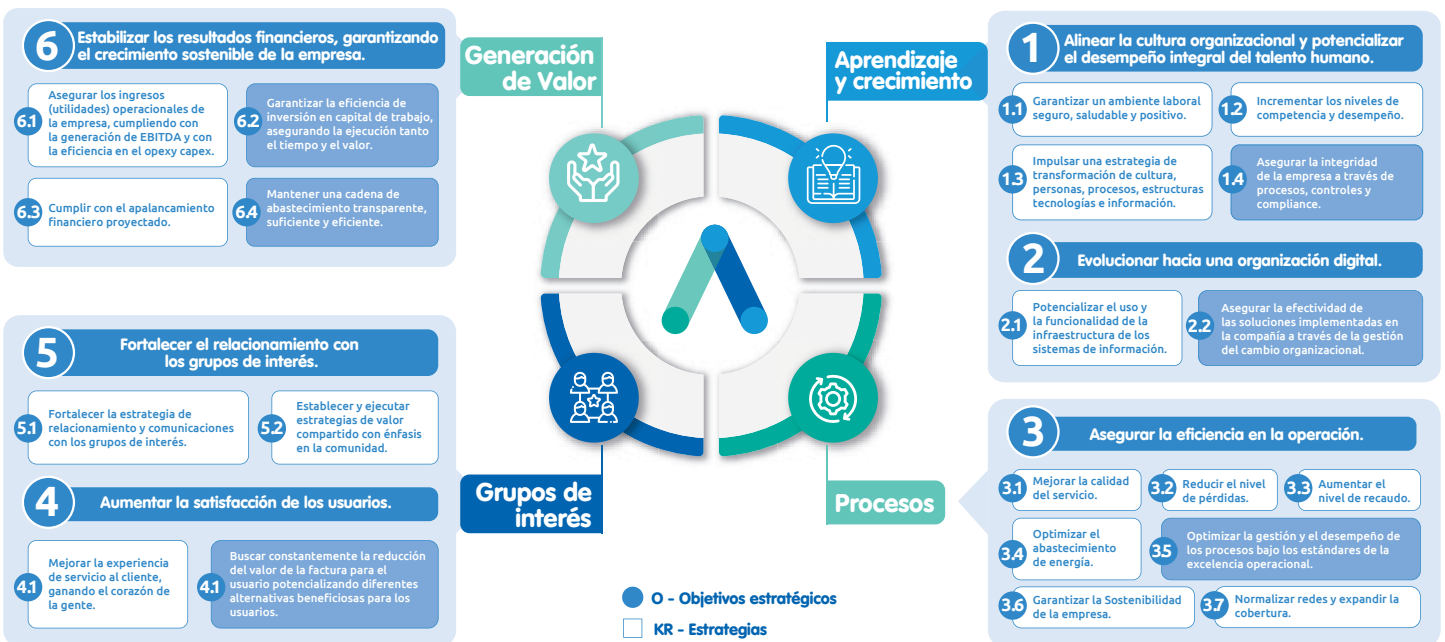 6
Estabilizar los resultados financieros, garantizando
el crecimiento sostenible de la empresa.
6.1
Asegurar los ingresos
(utilidades) operacionales de
la empresa, cumpliendo con
la generación de EBITDA y con
la eficiencia en el opexy capex.
6.2
Garantizar la eficiencia de
inversión en capital de trabajo,
asegurando la ejecución tanto
el tiempo y el valor.
6.3
Cumplir con el apalancamiento
financiero proyectado.
6.4
Mantener una cadena de
abastecimiento transparente,
suficiente y eficiente.
Generación
de Valor
Aprendizaje
y crecimiento
1
Alinear la cultura organizacional y potencializar
el desempeño integral del talento humano.
1.1
Garantizar un ambiente laboral
seguro, saludable y positivo.
1.2
Incrementar los niveles de
competencia y desempeño.
1.3
Impulsar una estrategia de
transformación de cultura,
personas, procesos, estructuras
tecnologías e información.
1.4
Asegurar la integridad
de la empresa a través de
procesos, controles y
compliance.
2
Evolucionar hacia una organización digital.
2.1
Potencializar el uso y
la funcionalidad de la
infraestructura de los
sistemas de información.
2.2
Asegurar la efectividad de
las soluciones implementadas en
la compañía a través de la gestión
del cambio organizacional.
5
Fortalecer el relacionamiento con
los grupos de interés.
5.1
Fortalecer la estrategia de
relacionamiento y comunicaciones
con los grupos de interés.
5.2
Establecer y ejecutar
estrategias de valor
compartido con énfasis
en la comunidad.
4
Aumentar la satisfacción de los usuarios.
4.1
Mejorar la experiencia
de servicio al cliente,
ganando el corazón de
la gente.
4.1
Buscar constantemente la reducción
del valor de la factura para el
usuario potencializando diferentes
alternativas beneficiosas para los
usuarios.
Grupos de
interés
Procesos
3
Asegurar la eficiencia en la operación.
3.1
Mejorar la calidad
del servicio.
3.2
Reducir el nivel
de pérdidas.
3.3
Aumentar el
nivel de recaudo.
3.4
Optimizar el
abastecimiento
de energía.
3.5
Optimizar la gestión y el desempeño de
los procesos bajo los estándares de la
excelencia operacional.
3.6
Garantizar la Sostenibilidad
de la empresa.
3.7
Normalizar redes y expandir la
cobertura.
O - Objetivos estratégicos
KR - Estrategias